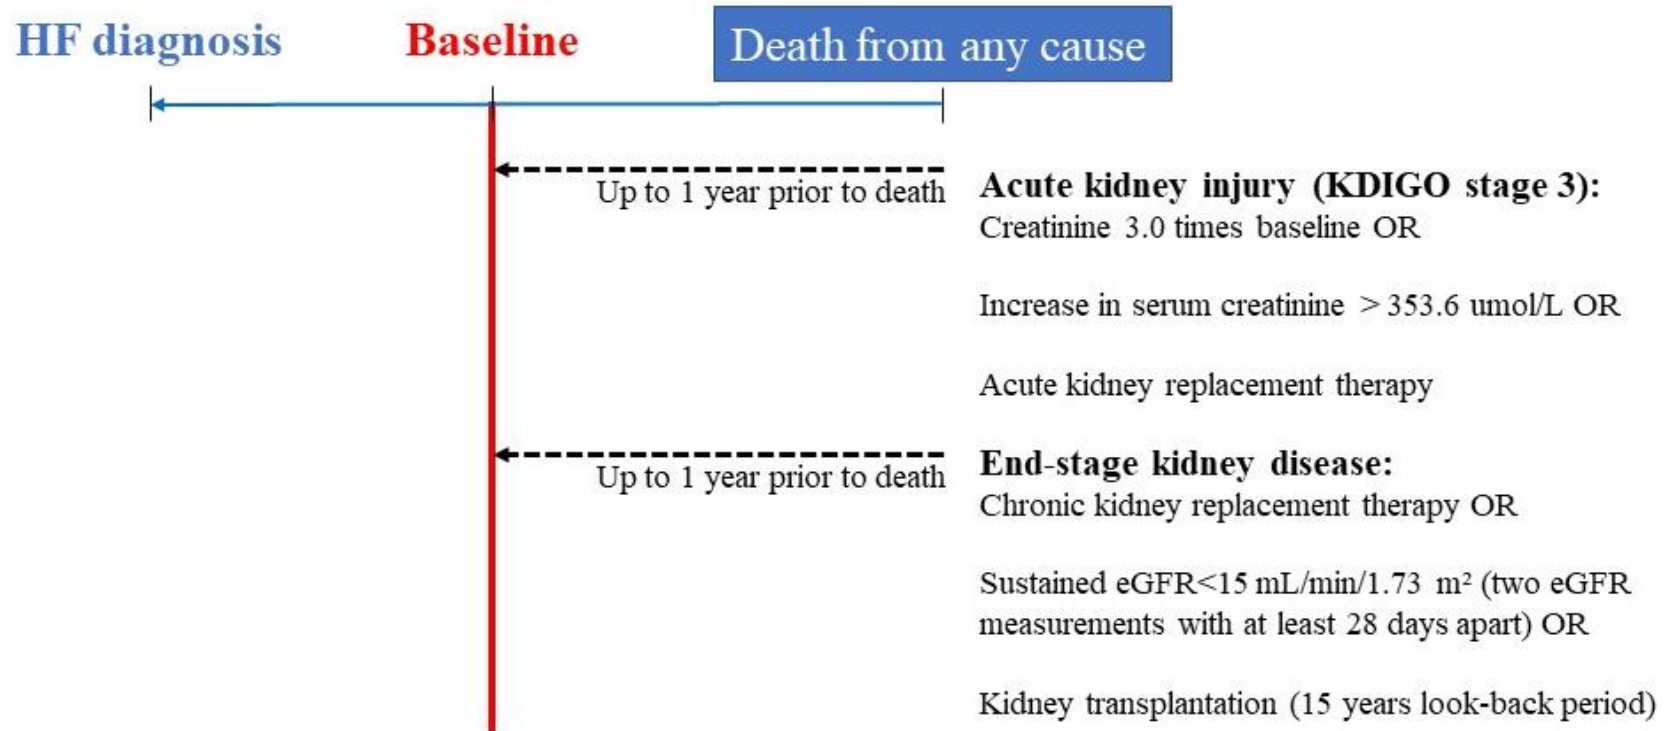 HF diagnosis
Baseline
Death from any cause
Up to 1 year prior to death
Acute kidney injury (KDIGO stage 3):
Creatinine 3.0 times baseline OR
Increase in serum creatinine > 353.6 umol/L OR
Acute kidney replacement therapy
Up to 1 year prior to death
End-stage kidney disease:
Chronic kidney replacement therapy OR
Sustained eGFR<15 mL/min/1.73 m² (two eGFR
measurements with at least 28 days apart) OR
Kidney transplantation (15 years look-back period)